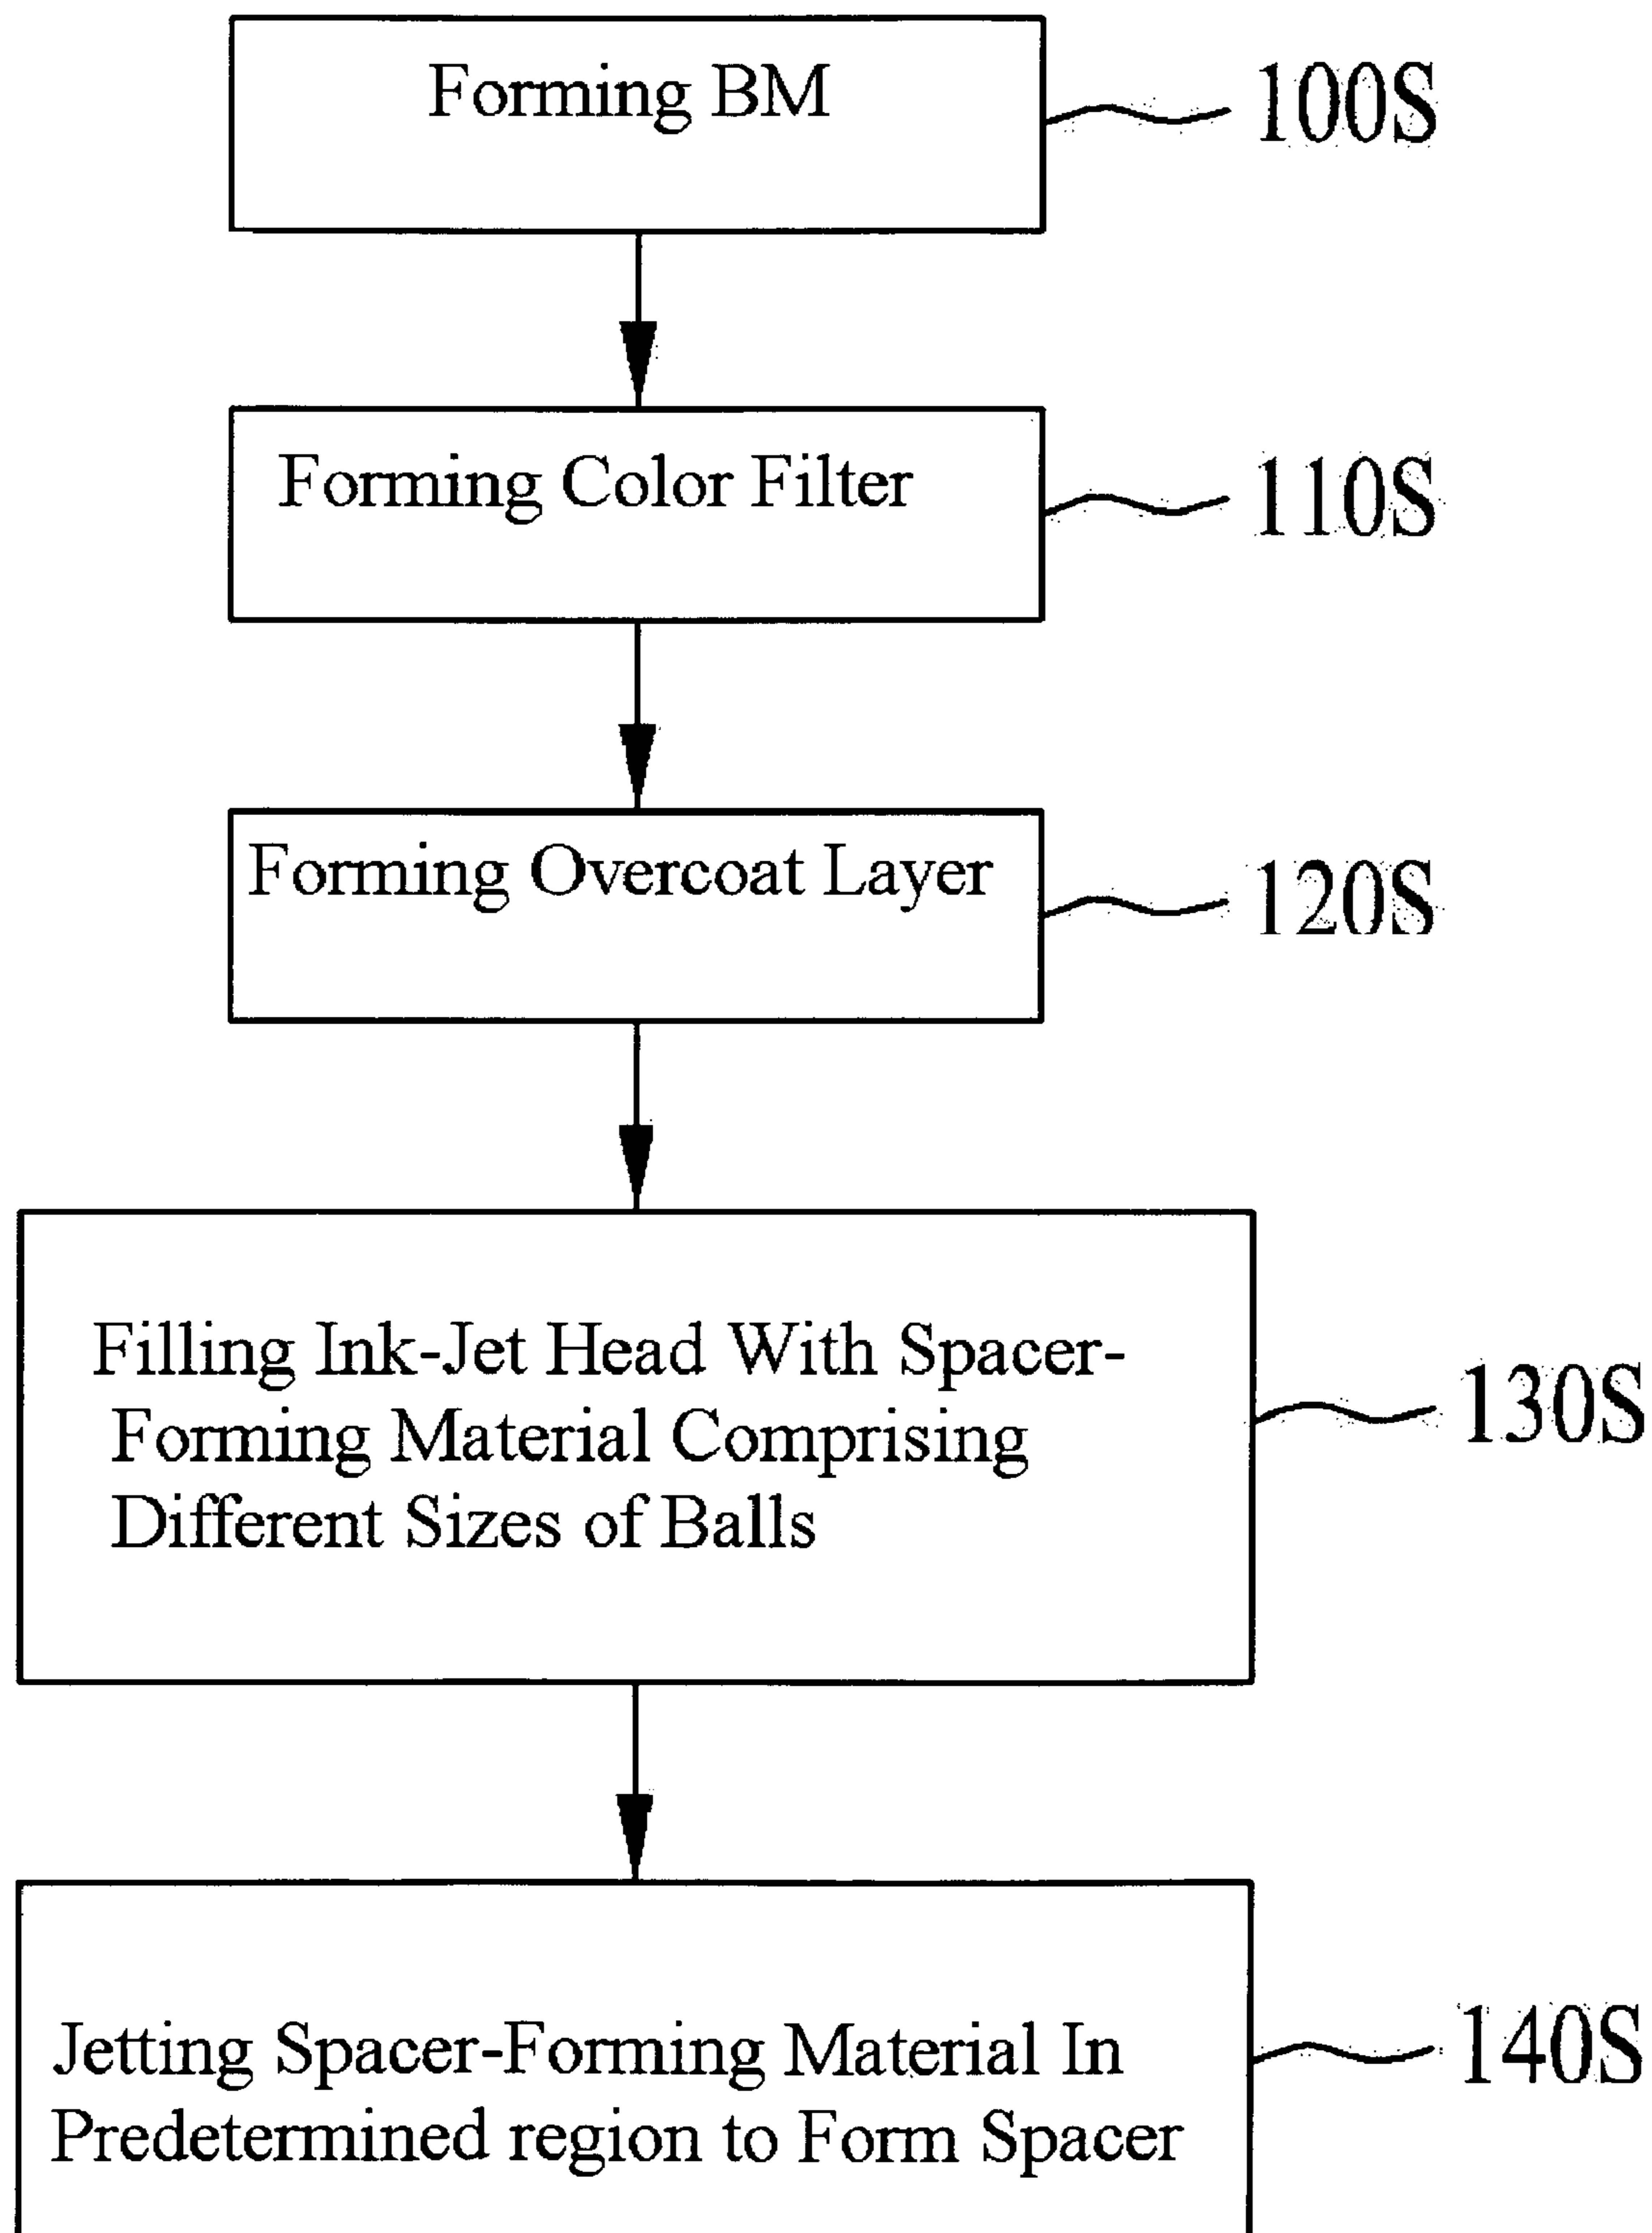 Forming BM
100S
Forming Color Filter
110S
Forming Overcoat Layer
120S
Filling Ink-Jet Head With Spacer-
Forming Material Comprising
Different Sizes of Balls
130S
Jetting Spacer-Forming Material In
Predetermined region to Form Spacer
140S